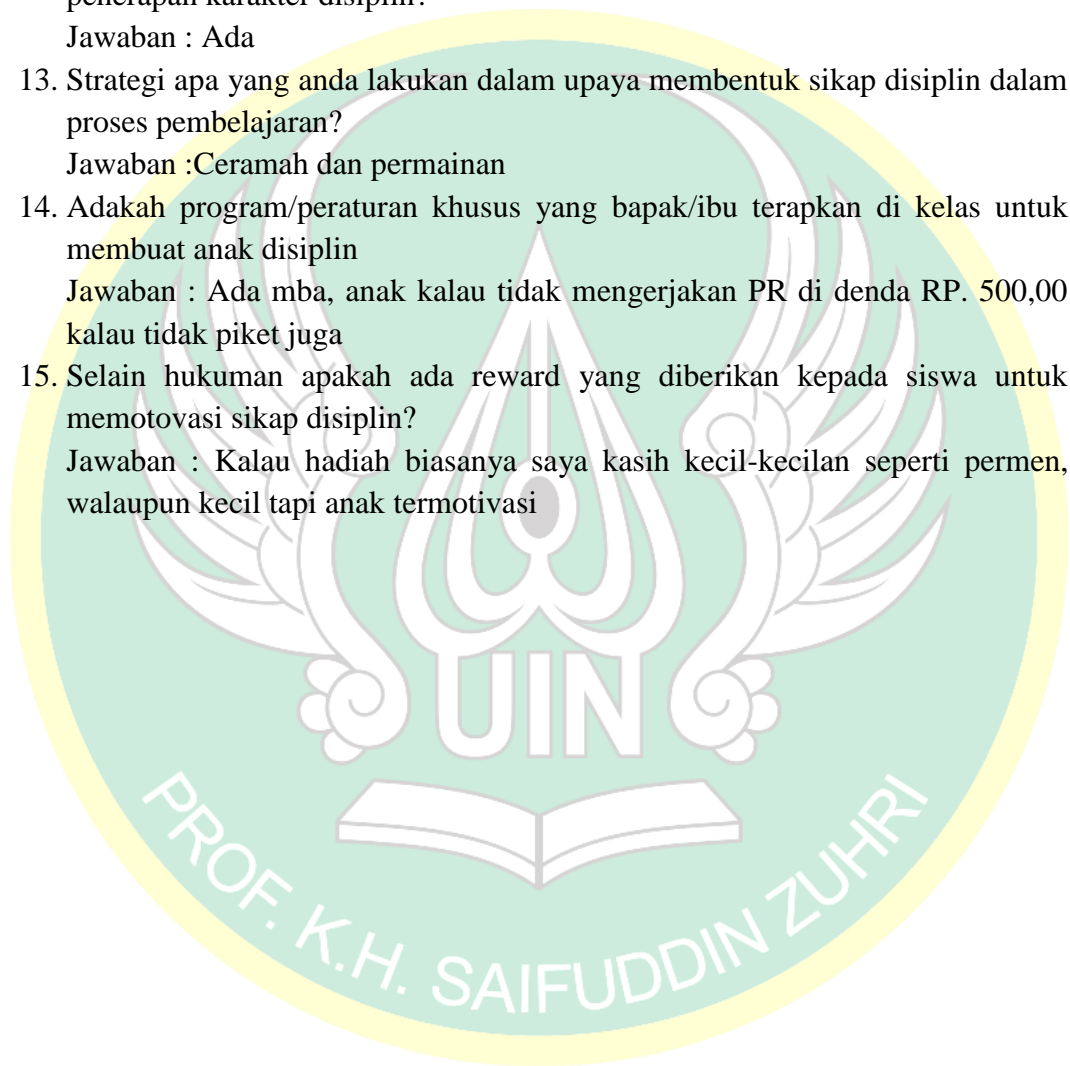 penerapan karakter disiplin?
Jawaban : Ada
13. Strategi apa yang anda lakukan dalam upaya membentuk sikap disiplin dalam
proses pembelajaran?
Jawaban :Ceramah dan permainan
14. Adakah program/peraturan khusus yang bapak/ibu terapkan di kelas untuk
membuat anak disiplin
Jawaban : Ada mba, anak kalau tidak mengerjakan PR di denda RP. 500,00
kalau tidak piket juga
15. Selain hukuman apakah ada reward yang diberikan kepada siswa untuk
memotovasi sikap disiplin?
Jawaban : Kalau hadiah biasanya saya kasih kecil-kecilan seperti permen,
walaupun kecil tapi anak termotivasi
UIN
PROF. K.H. SAIFUDDIN ZUHRI